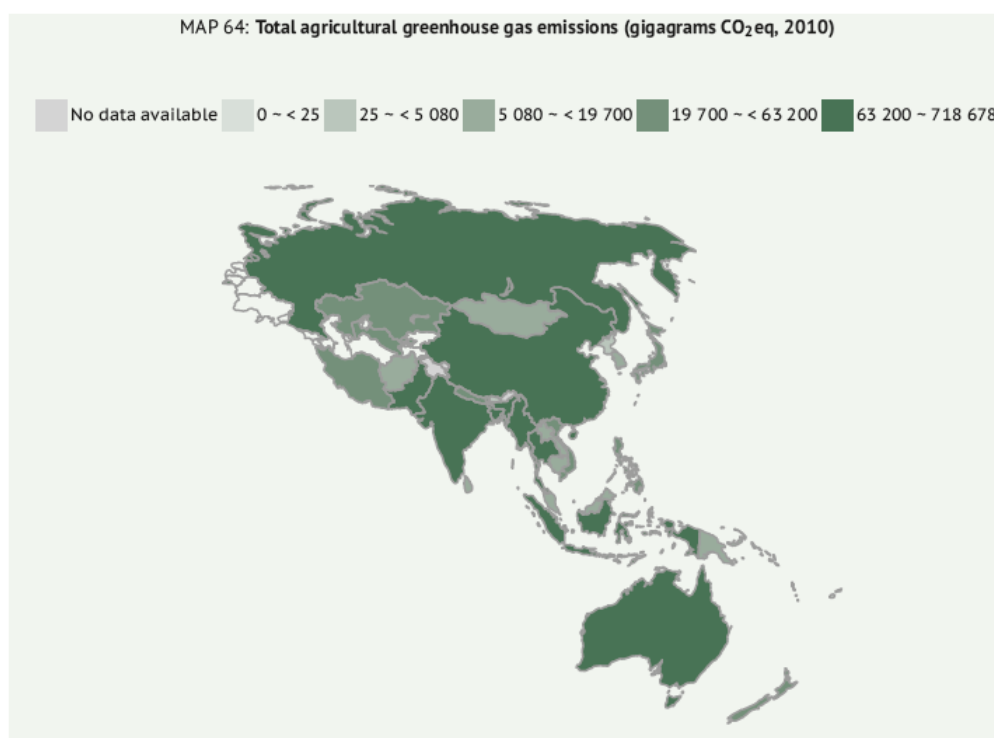 MAP 64: Total agricultural greenhouse gas emissions (gigagrams CO₂eq, 2010)
No data available 0 ~ < 25 25 ~ < 5 080 5 080 ~ < 19 700 19 700 ~ < 63 200 63 200 ~ 718 678